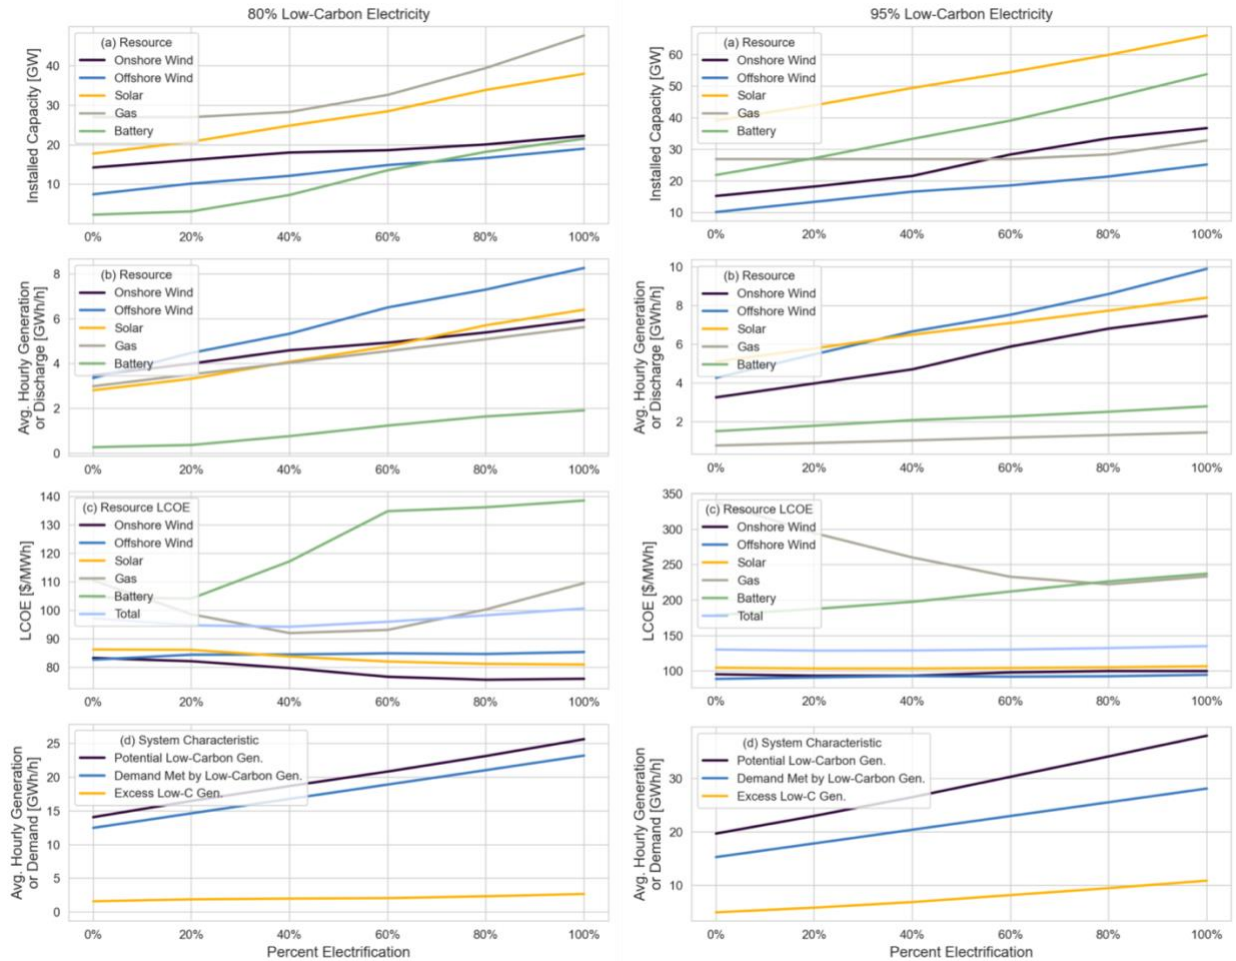 80% Low-Carbon Electricity
Installed Capacity [GW]
40
30
20
10
(a) Resource
Onshore Wind
Offshore Wind
Solar
Gas
Battery
0% 20% 40% 60% 80% 100%
Avg. Hourly Generation
or Discharge [GWh/h]
8
6
4
2
0
(b) Resource
Onshore Wind
Offshore Wind
Solar
Gas
Battery
0% 20% 40% 60% 80% 100%
LCOE [$/MWh]
140
130
120
110
100
90
80
(c) Resource LCOE
Onshore Wind
Offshore Wind
Solar
Gas
Battery
Total
0% 20% 40% 60% 80% 100%
Avg. Hourly Generation
or Demand [GWh/h]
25
20
15
10
5
0
(d) System Characteristic
Potential Low-Carbon Gen.
Demand Met by Low-Carbon Gen.
Excess Low-C Gen.
0% 20% 40% 60% 80% 100%
Percent Electrification
95% Low-Carbon Electricity
Installed Capacity [GW]
60
50
40
30
20
10
(a) Resource
Onshore Wind
Offshore Wind
Solar
Gas
Battery
0% 20% 40% 60% 80% 100%
Avg. Hourly Generation
or Discharge [GWh/h]
10
8
6
4
2
(b) Resource
Onshore Wind
Offshore Wind
Solar
Gas
Battery
0% 20% 40% 60% 80% 100%
LCOE [$/MWh]
350
300
250
200
150
100
(c) Resource LCOE
Onshore Wind
Offshore Wind
Solar
Gas
Battery
Total
0% 20% 40% 60% 80% 100%
Avg. Hourly Generation
or Demand [GWh/h]
30
20
10
(d) System Characteristic
Potential Low-Carbon Gen.
Demand Met by Low-Carbon Gen.
Excess Low-C Gen.
0% 20% 40% 60% 80% 100%
Percent Electrification